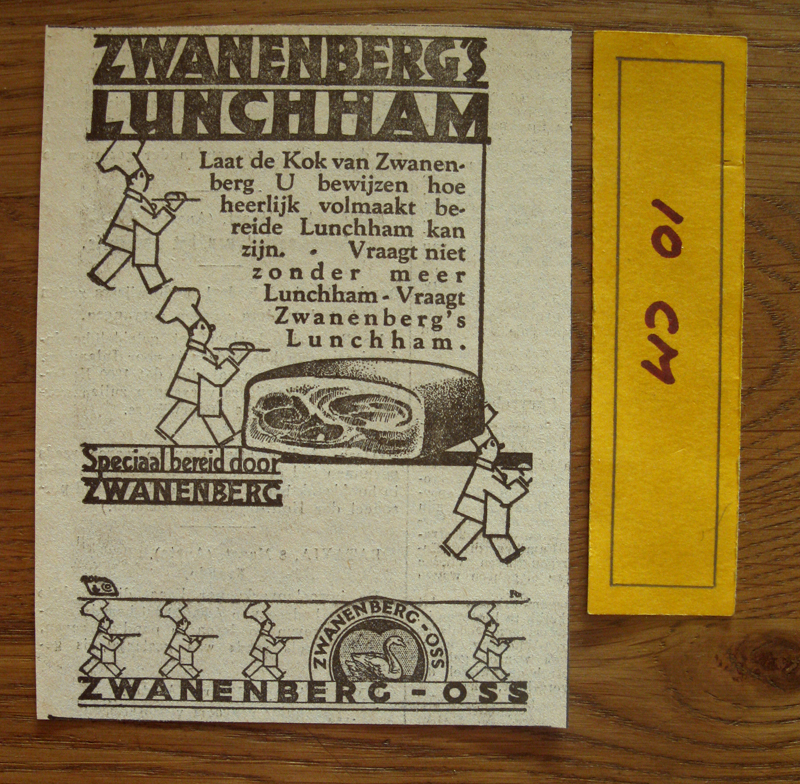 ZWANENBERG'S
LUNCHHAM
Laat de Kok van Zwanen-
berg U bewijzen hoe
heerlijk volmaakt be-
reide Lunchham kan
zijn. - Vraagt niet
zonder meer
Lunchham - Vraagt
Zwanenberg's
Lunchham.
Speciaal bereid door
ZWANENBERG
ZWANENBERG - OSS
ZWANENBERG - OSS
10 CM